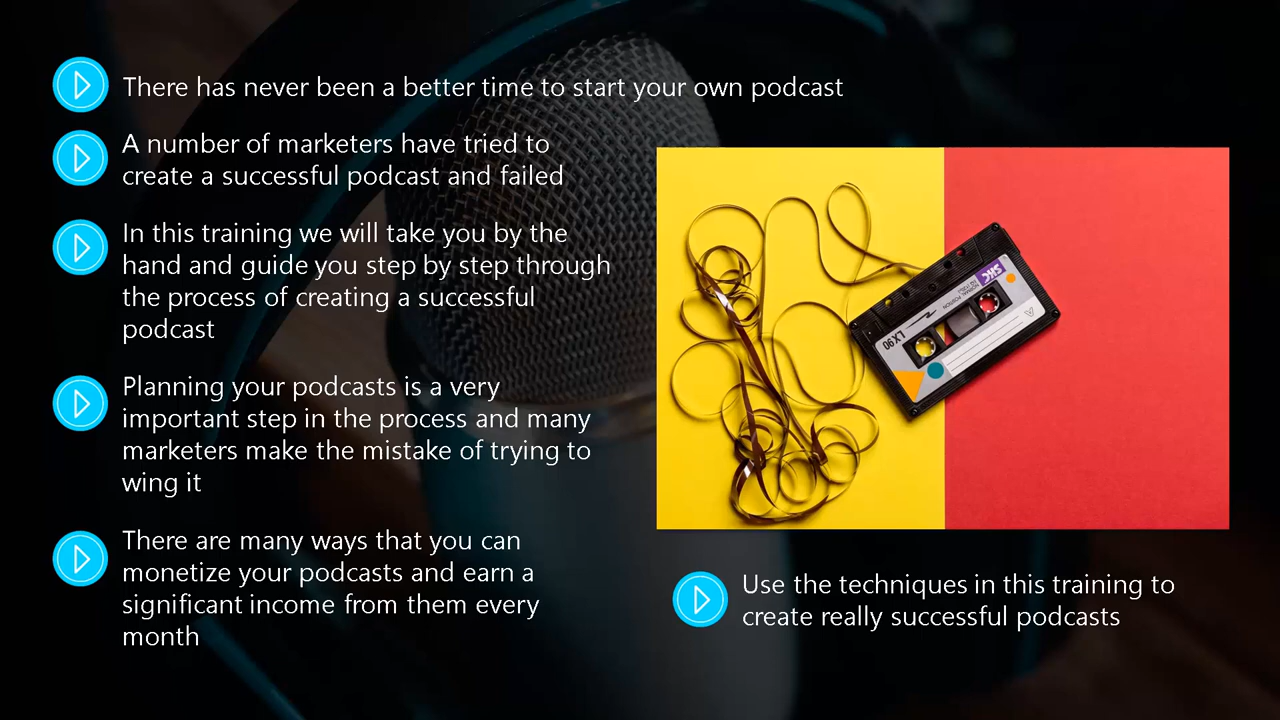 There has never been a better time to start your own podcast
A number of marketers have tried to
create a successful podcast and failed
In this training we will take you by the
hand and guide you step by step through
the process of creating a successful
podcast
Planning your podcasts is a very
important step in the process and many
marketers make the mistake of trying to
wing it
There are many ways that you can
monetize your podcasts and earn a
significant income from them every
month
SKC
NORMAL POSITION
LX 90
A
Use the techniques in this training to
create really successful podcasts